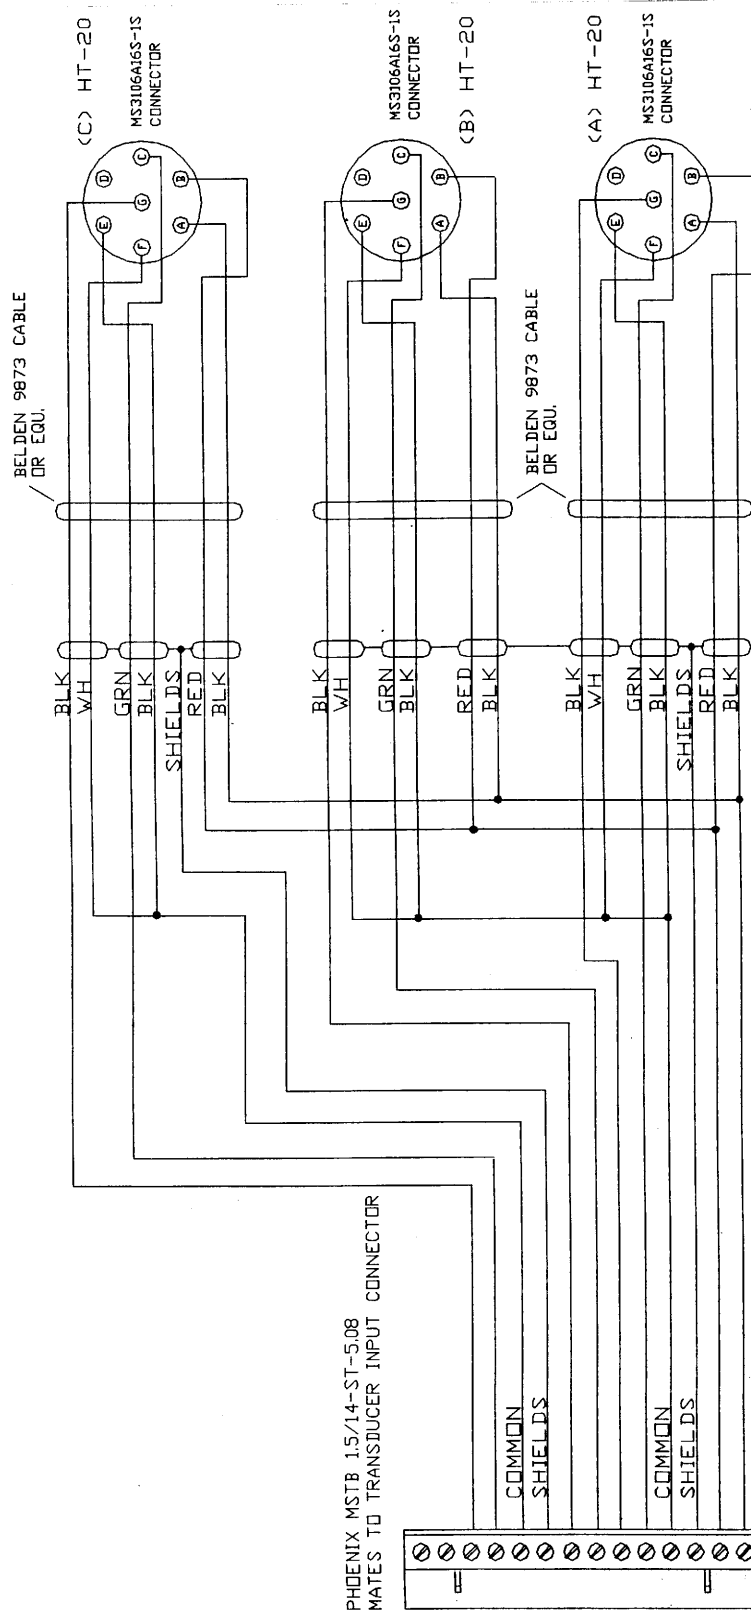 (C) HT-20
MS3106A16S-1S
CONNECTOR
D
C
G
E
B
F
A
BELDEN 9873 CABLE
OR EQU.
BLK
WH
GRN
BLK
SHIELDS
RED
BLK
MS3106A16S-1S
CONNECTOR
(B) HT-20
D
C
G
E
B
F
A
BELDEN 9873 CABLE
OR EQU.
BLK
WH
GRN
BLK
RED
BLK
(A) HT-20
MS3106A16S-1S
CONNECTOR
D
C
G
E
B
F
A
BLK
WH
GRN
BLK
SHIELDS
RED
BLK
PHOENIX MSTB 1.5/14-ST-5.08
MATES TO TRANSDUCER INPUT CONNECTOR
COMMON
SHIELDS
COMMON
SHIELDS